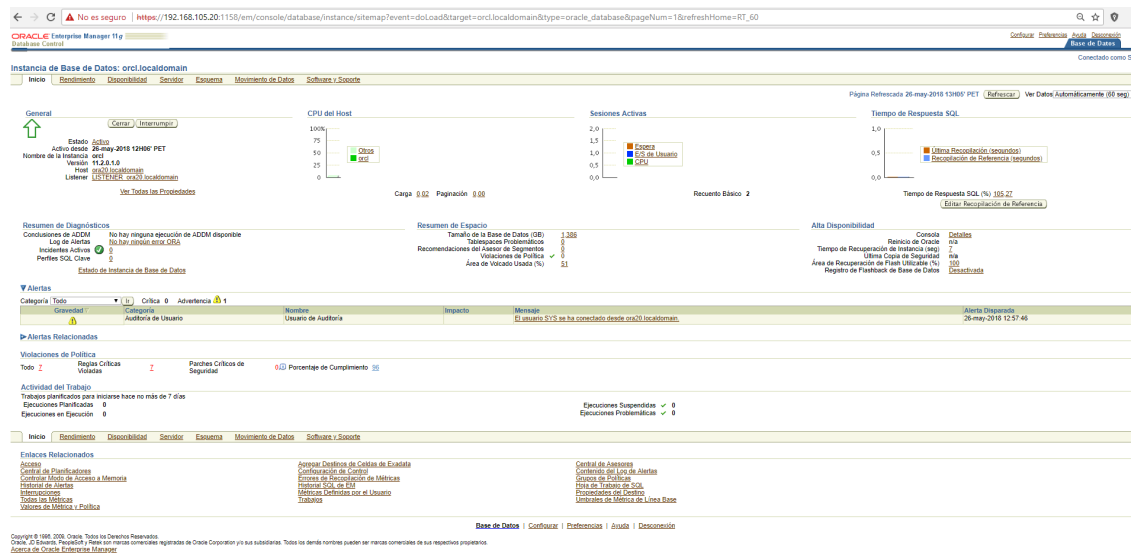 No es seguro | https://192.168.105.20:1158/em/console/database/instance/sitemap?event=doLoad&target=orcl.localdomain&type=oracle_database&pageNum=1&refreshHome=RT_60
ORACLE Enterprise Manager 11g
Database Control
Configurar Preferencias Ayuda Desconexión
Base de Datos
Conectado como S
Instancia de Base de Datos: orcl.localdomain
Inicio Rendimiento Disponibilidad Servidor Esquema Movimiento de Datos Software y Soporte
Página Refrescada 26-may-2018 13H05' PET Refrescar Ver Datos Automáticamente (60 seg)
General
Cerrar Interrumpir
Estado Activo
Activo desde 26-may-2018 12H06' PET
Nombre de la Instancia orcl
Versión 11.2.0.1.0
Host ora20.localdomain
Listener LISTENER_ora20.localdomain
Ver Todas las Propiedades
CPU del Host
100%
75
50
25
0
Otros
orcl
Carga 0,02 Paginación 0,00
Sesiones Activas
2,0
1,5
1,0
0,5
0,0
Espera
E/S de Usuario
CPU
Recuento Básico 2
Tiempo de Respuesta SQL
1,0
0,5
0,0
Última Recopilación (segundos)
Recopilación de Referencia (segundos)
Tiempo de Respuesta SQL (%) 105,27
Editar Recopilación de Referencia
Resumen de Diagnósticos
Conclusiones de ADDM No hay ninguna ejecución de ADDM disponible
Log de Alertas No hay ningún error ORA
Incidentes Activos 0
Perfiles SQL Clave 0
Estado de Instancia de Base de Datos
Resumen de Espacio
Tamaño de la Base de Datos (GB) 1,386
Tablespaces Problemáticos 0
Recomendaciones del Asesor de Segmentos 0
Violaciones de Política 0
Área de Volcado Usada (%) 51
Alta Disponibilidad
Consola Detalles
Reinicio de Oracle n/a
Tiempo de Recuperación de Instancia (seg) 7
Última Copia de Seguridad n/a
Área de Recuperación de Flash Utilizable (%) 100
Registro de Flashback de Base de Datos Desactivada
Alertas
Categoría Todo Ir Crítica 0 Advertencia 1
Gravedad Categoría Nombre Impacto Mensaje Alerta Disparada
Auditoría de Usuario Usuario de Auditoría El usuario SYS se ha conectado desde ora20.localdomain. 26-may-2018 12:57:46
Alertas Relacionadas
Violaciones de Política
Todo 7 Reglas Críticas Violadas 7 Parches Críticos de Seguridad 0 Porcentaje de Cumplimiento
Actividad del Trabajo
Trabajos planificados para iniciarse hace no más de 7 días
Ejecuciones Planificadas 0
Ejecuciones en Ejecución 0
Ejecuciones Suspendidas 0
Ejecuciones Problemáticas 0
Inicio Rendimiento Disponibilidad Servidor Esquema Movimiento de Datos Software y Soporte
Enlaces Relacionados
Acceso
Central de Planificadores
Controlar Modo de Acceso a Memoria
Historial de Alertas
Interrupciones
Todas las Métricas
Valores de Métrica y Política
Agregar Destinos de Celdas de Exadata
Configuración de Control
Errores de Recopilación de Métricas
Historial SQL de EM
Métricas Definidas por el Usuario
Trabajos
Central de Asesores
Contenido del Log de Alertas
Grupos de Políticas
Hoja de Trabajo de SQL
Propiedades del Destino
Umbrales de Métrica de Línea Base
Base de Datos | Configurar | Preferencias | Ayuda | Desconexión
Copyright © 1996, 2009, Oracle. Todos los Derechos Reservados.
Oracle, JD Edwards, PeopleSoft y Retek son marcas comerciales registradas de Oracle Corporation y/o sus subsidiarias. Todos los demás nombres pueden ser marcas comerciales de sus respectivos propietarios.
Acerca de Oracle Enterprise Manager